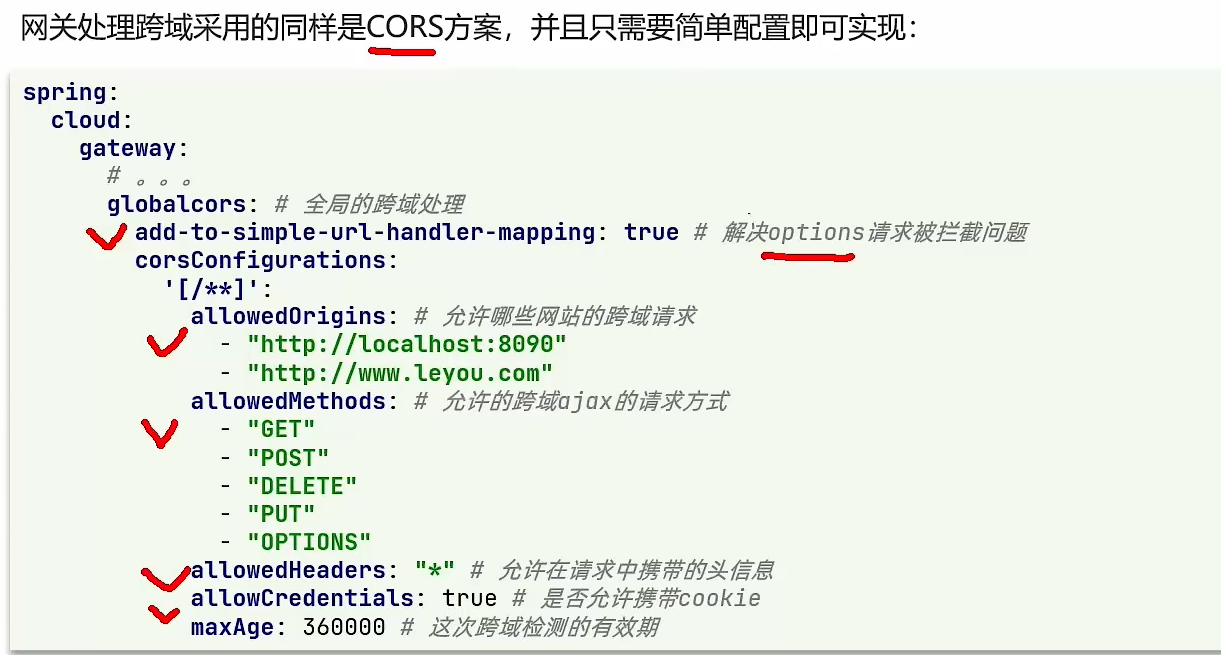 网关处理跨域采用的同样是CORS方案，并且只需要简单配置即可实现：
spring:
  cloud:
    gateway:
      # 。。。
      globalcors: # 全局的跨域处理
        add-to-simple-url-handler-mapping: true # 解决options请求被拦截问题
        corsConfigurations:
          '[/**]':
            allowedOrigins: # 允许哪些网站的跨域请求
              - "http://localhost:8090"
              - "http://www.leyou.com"
            allowedMethods: # 允许的跨域ajax的请求方式
              - "GET"
              - "POST"
              - "DELETE"
              - "PUT"
              - "OPTIONS"
            allowedHeaders: "*" # 允许在请求中携带的头信息
            allowCredentials: true # 是否允许携带cookie
            maxAge: 360000 # 这次跨域检测的有效期